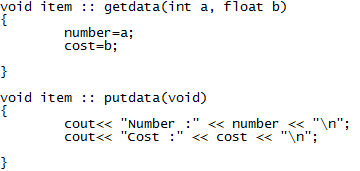 void item :: getdata(int a, float b)
{
number=a;
cost=b;
}
void item :: putdata(void)
{
cout<< "Number :" << number << "\n";
cout<< "Cost :" << cost << "\n";
}